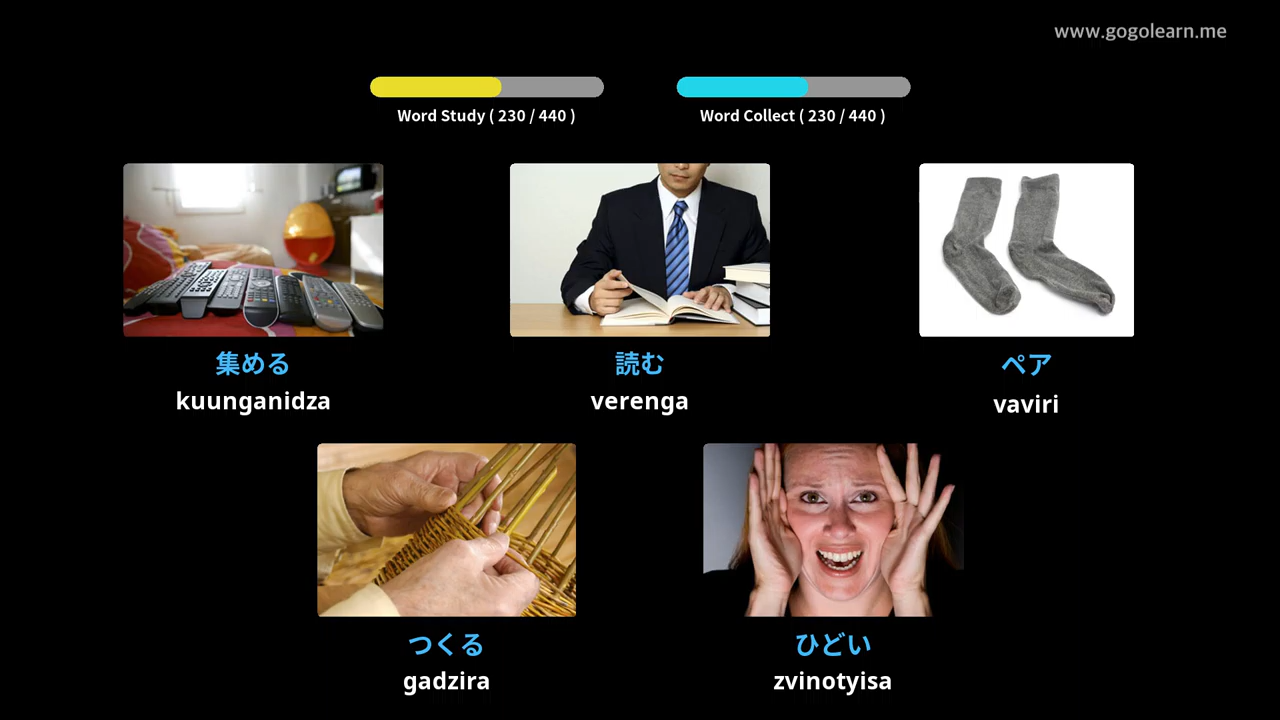 www.gogolearn.me
Word Study ( 230 / 440 )
Word Collect ( 230 / 440 )
集める
kuunganidza
読む
verenga
ペア
vaviri
つくる
gadzira
ひどい
zvinotyisa